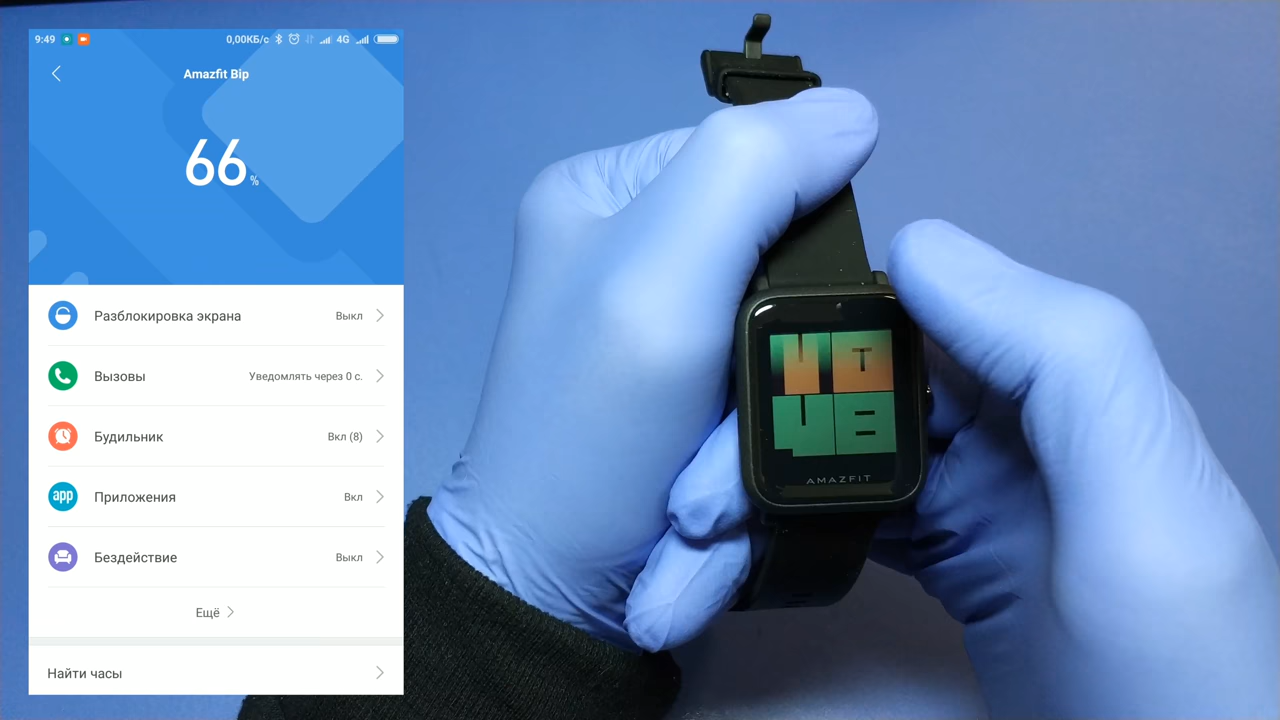 9:49 0,00КБ/с 4G
Amazfit Bip
66 %
Разблокировка экрана Выкл
Вызовы Уведомлять через 0 с.
Будильник Вкл (8)
app Приложения Вкл
Бездействие Выкл
Ещё
Найти часы
AMAZFIT